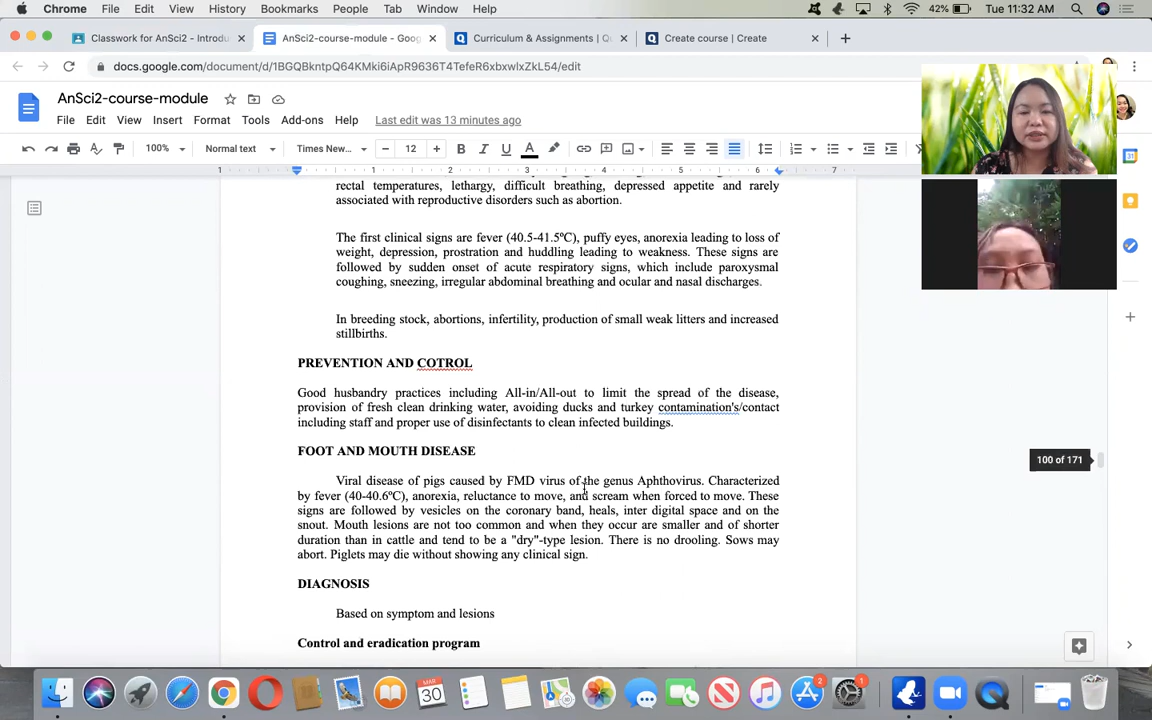 Chrome File Edit View History Bookmarks People Tab Window Help 42% Tue 11:32 AM
Classwork for AnSci2 - Introdu
AnSci2-course-module - Goog
Curriculum & Assignments | Q
Create course | Create
docs.google.com/document/d/1BGQBkntpQ64KMki6iApR9636T4TefeR6xbxwlxZkL54/edit
AnSci2-course-module
File Edit View Insert Format Tools Add-ons Help Last edit was 13 minutes ago
100% Normal text Times New... 12
1 1 2 3 4 5 6 7
rectal temperatures, lethargy, difficult breathing, depressed appetite and rarely
associated with reproductive disorders such as abortion.
The first clinical signs are fever (40.5-41.5ºC), puffy eyes, anorexia leading to loss of
weight, depression, prostration and huddling leading to weakness. These signs are
followed by sudden onset of acute respiratory signs, which include paroxysmal
coughing, sneezing, irregular abdominal breathing and ocular and nasal discharges.
In breeding stock, abortions, infertility, production of small weak litters and increased
stillbirths.
PREVENTION AND COTROL
Good husbandry practices including All-in/All-out to limit the spread of the disease,
provision of fresh clean drinking water, avoiding ducks and turkey contamination's/contact
including staff and proper use of disinfectants to clean infected buildings.
100 of 171
FOOT AND MOUTH DISEASE
Viral disease of pigs caused by FMD virus of the genus Aphthovirus. Characterized
by fever (40-40.6ºC), anorexia, reluctance to move, and scream when forced to move. These
signs are followed by vesicles on the coronary band, heals, inter digital space and on the
snout. Mouth lesions are not too common and when they occur are smaller and of shorter
duration than in cattle and tend to be a "dry"-type lesion. There is no drooling. Sows may
abort. Piglets may die without showing any clinical sign.
DIAGNOSIS
Based on symptom and lesions
Control and eradication program
MAR
30
2
1